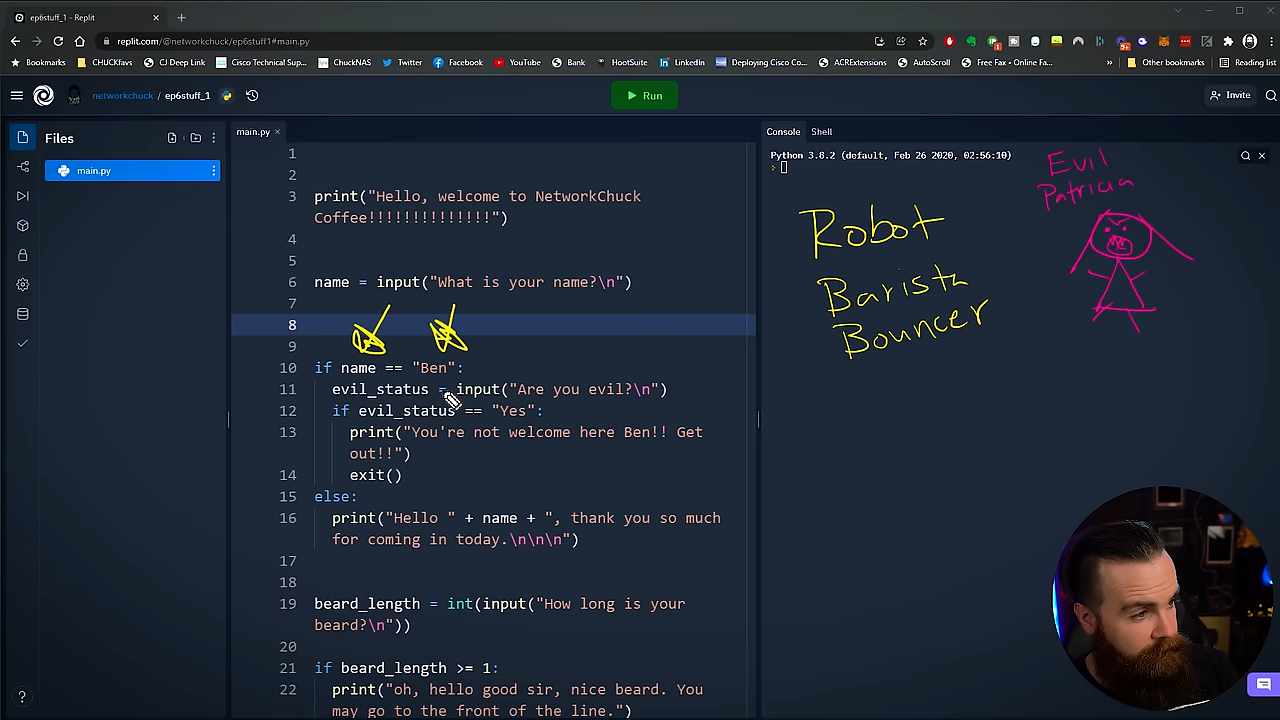 ep6stuff_1 - Replit
replit.com/@networkchuck/ep6stuff1#main.py
Bookmarks CHUCKfavs CJ Deep Link Cisco Technical Sup... ChuckNAS Twitter Facebook YouTube Bank HootSuite LinkedIn Deploying Cisco Co... ACRExtensions AutoScroll Free Fax - Online Fa... » Other bookmarks Reading list
networkchuck / ep6stuff_1 Run Invite
Files
main.py
main.py
1
2
3 print("Hello, welcome to NetworkChuck
Coffee!!!!!!!!!!!!!!")
4
5
6 name = input("What is your name?\n")
7
8
9
10 if name == "Ben":
11 evil_status = input("Are you evil?\n")
12 if evil_status == "Yes":
13 print("You're not welcome here Ben!! Get
out!!")
14 exit()
15 else:
16 print("Hello " + name + ", thank you so much
for coming in today.\n\n\n")
17
18
19 beard_length = int(input("How long is your
beard?\n"))
20
21 if beard_length >= 1:
22 print("oh, hello good sir, nice beard. You
may go to the front of the line.")
Console Shell
Python 3.8.2 (default, Feb 26 2020, 02:56:10)
>
Evil
Patricia
Robot
Barista
Bouncer